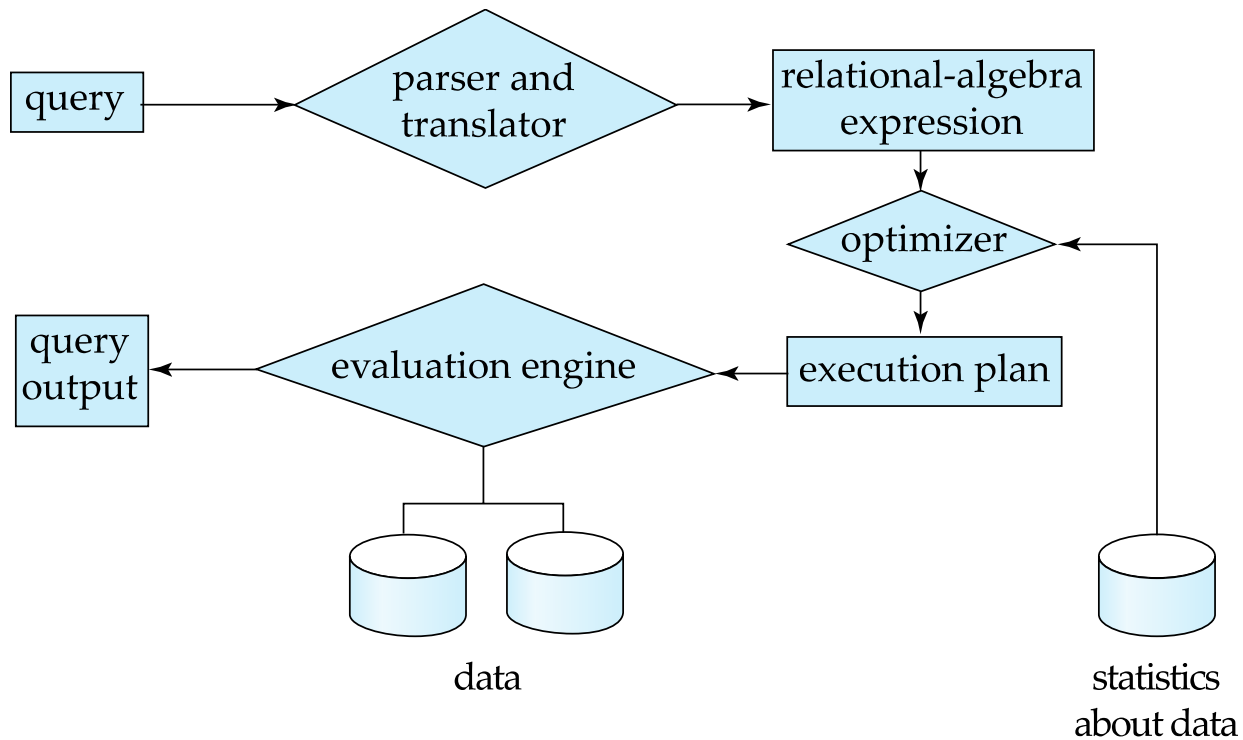 query
parser and
translator
relational-algebra
expression
optimizer
query
output
evaluation engine
execution plan
data
statistics
about data